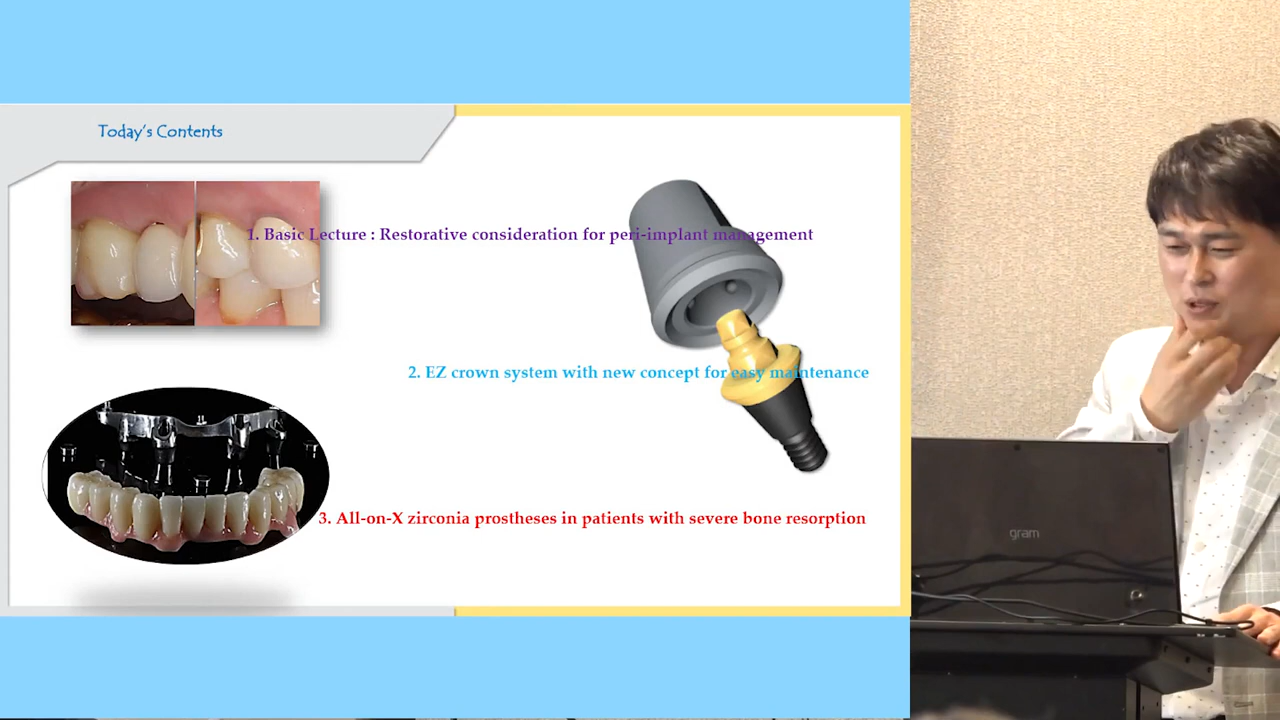 Today's Contents
1. Basic Lecture : Restorative consideration for peri-implant management
2. EZ crown system with new concept for easy maintenance
3. All-on-X zirconia prostheses in patients with severe bone resorption
gram